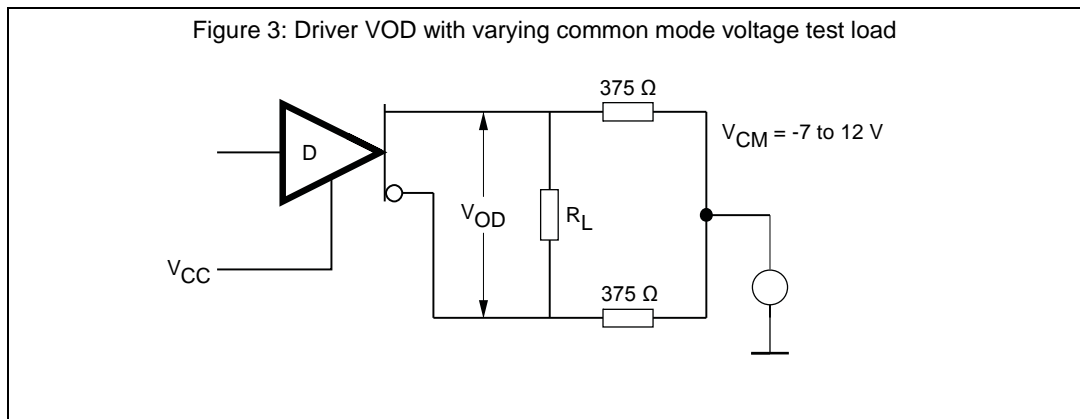 Figure 3: Driver VOD with varying common mode voltage test load
375 Ω
VCM = -7 to 12 V
D
VOD
RL
VCC
375 Ω